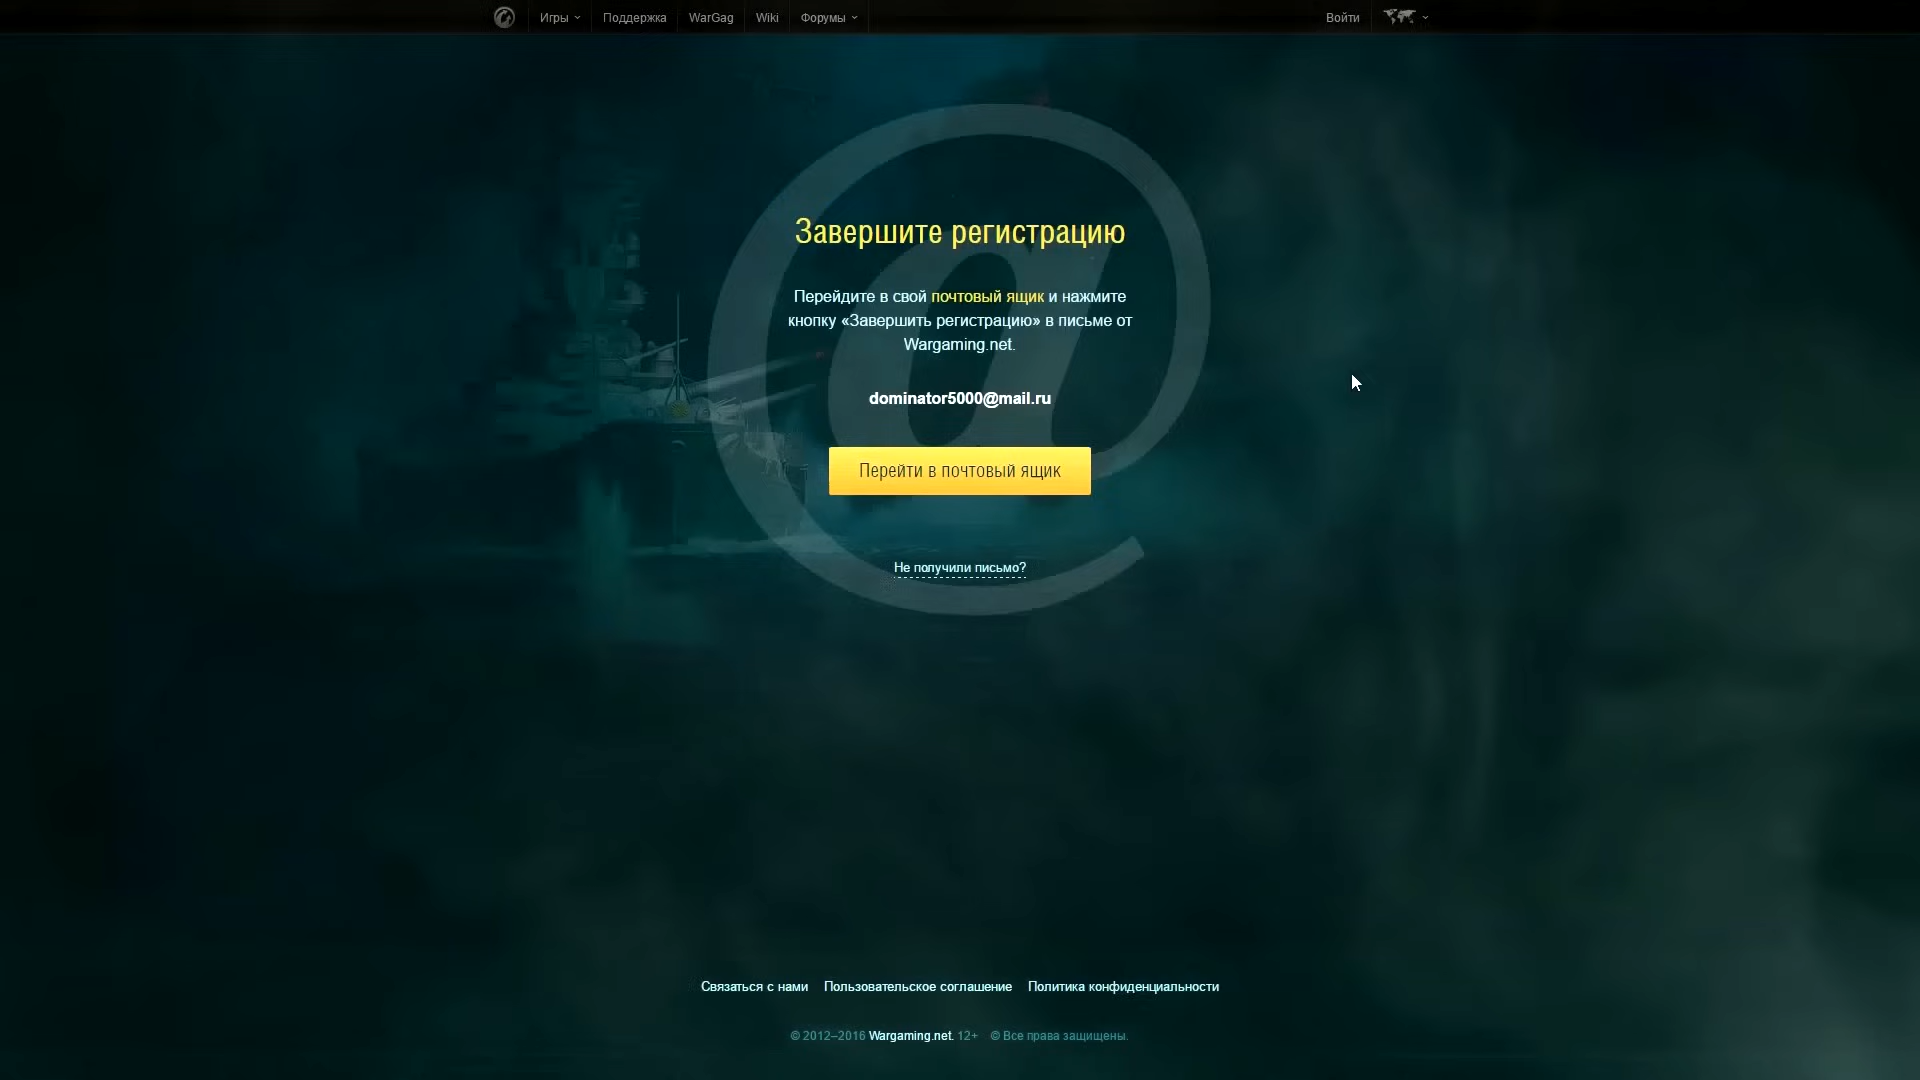 Игры
Поддержка
WarGag
Wiki
Форумы
Войти
Завершите регистрацию
Перейдите в свой почтовый ящик и нажмите
кнопку «Завершить регистрацию» в письме от
Wargaming.net.
dominator5000@mail.ru
Перейти в почтовый ящик
Не получили письмо?
Связаться с нами Пользовательское соглашение Политика конфиденциальности
© 2012–2016 Wargaming.net. 12+ © Все права защищены.